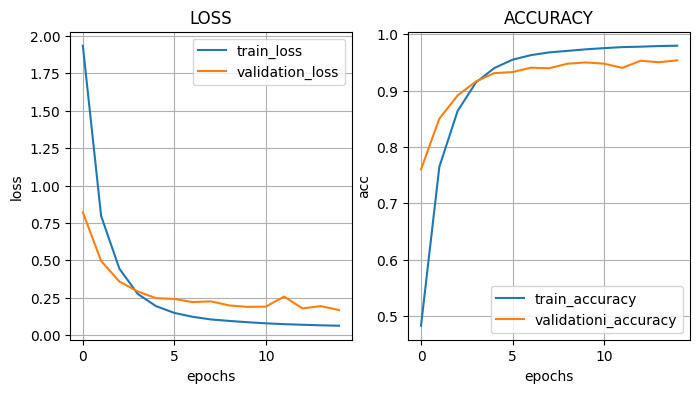 LOSS
2.00
1.75
1.50
1.25
1.00
0.75
0.50
0.25
0.00
loss
0
5
10
epochs
train_loss
validation_loss
ACCURACY
1.0
0.9
0.8
0.7
0.6
0.5
acc
0
5
10
epochs
train_accuracy
validationi_accuracy